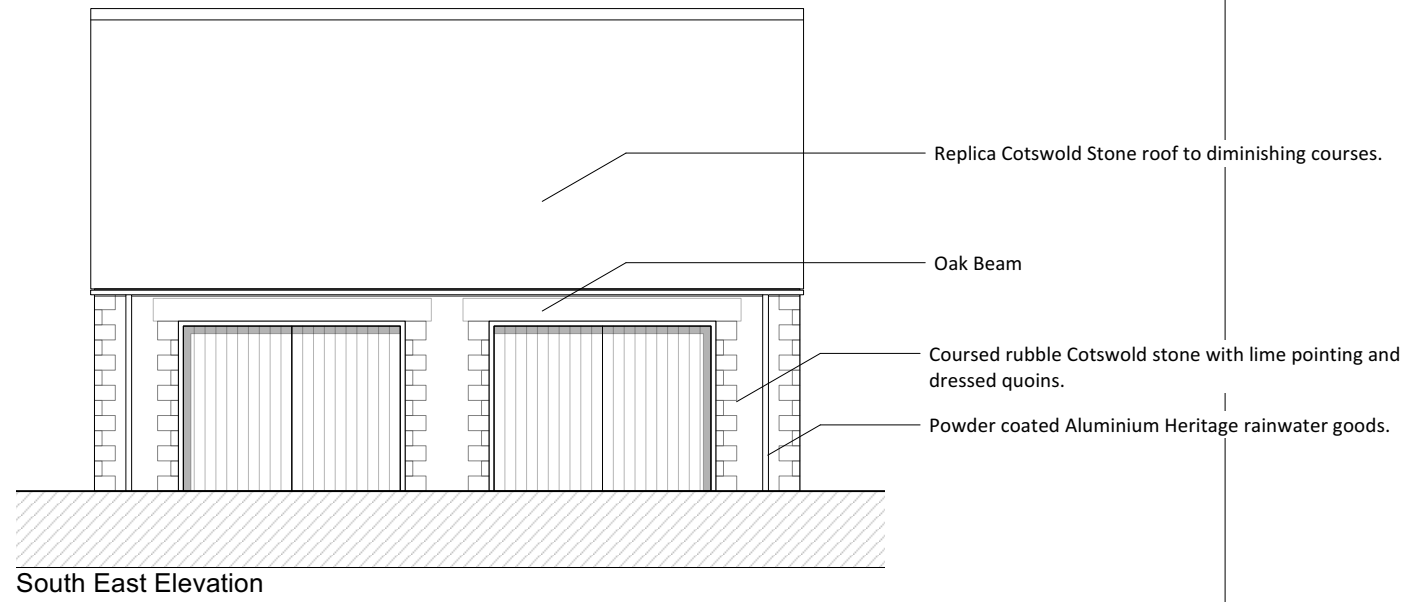 Replica Cotswold Stone roof to diminishing courses.
Oak Beam
Coursed rubble Cotswold stone with lime pointing and
dressed quoins.
Powder coated Aluminium Heritage rainwater goods.
South East Elevation